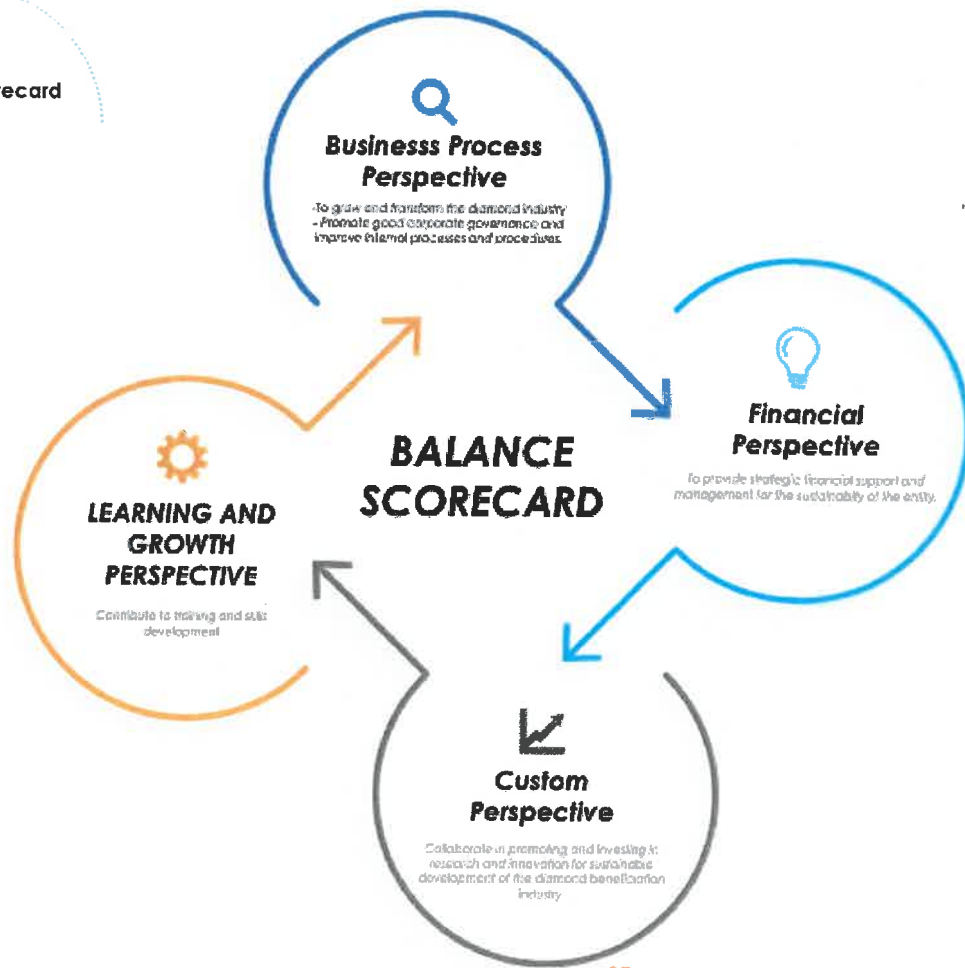 ecard
Businesss Process
Perspective
-To grow and transform the diamond industry
- Promote good corporate governance and
improve internal processes and procedures.
Financial
Perspective
To provide strategic financial support and
management for the sustainability of the entity.
BALANCE
SCORECARD
LEARNING AND
GROWTH
PERSPECTIVE
Contribute to training and skills
development
Custom
Perspective
Collaborate in promoting and investing in
research and innovation for sustainable
development of the diamond beneficiation
industry